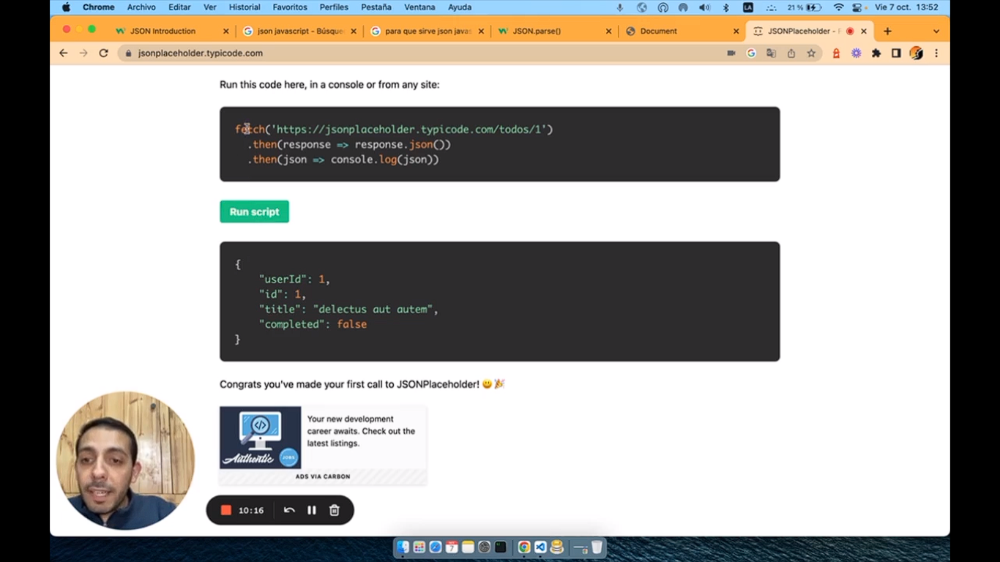 Chrome Archivo Editar Ver Historial Favoritos Perfiles Pestaña Ventana Ayuda LA 21 % Vie 7 oct. 13:52
JSON Introduction json javascript - Búsque para que sirve json javas JSON.parse() Document JSONPlaceholder - F
jsonplaceholder.typicode.com
Run this code here, in a console or from any site:
fetch('https://jsonplaceholder.typicode.com/todos/1')
.then(response => response.json())
.then(json => console.log(json))
Run script
{
"userId": 1,
"id": 1,
"title": "delectus aut autem",
"completed": false
}
Congrats you've made your first call to JSONPlaceholder! 😃🎉
Your new development
career awaits. Check out the
latest listings.
Authentic JOBS
ADS VIA CARBON
10:16